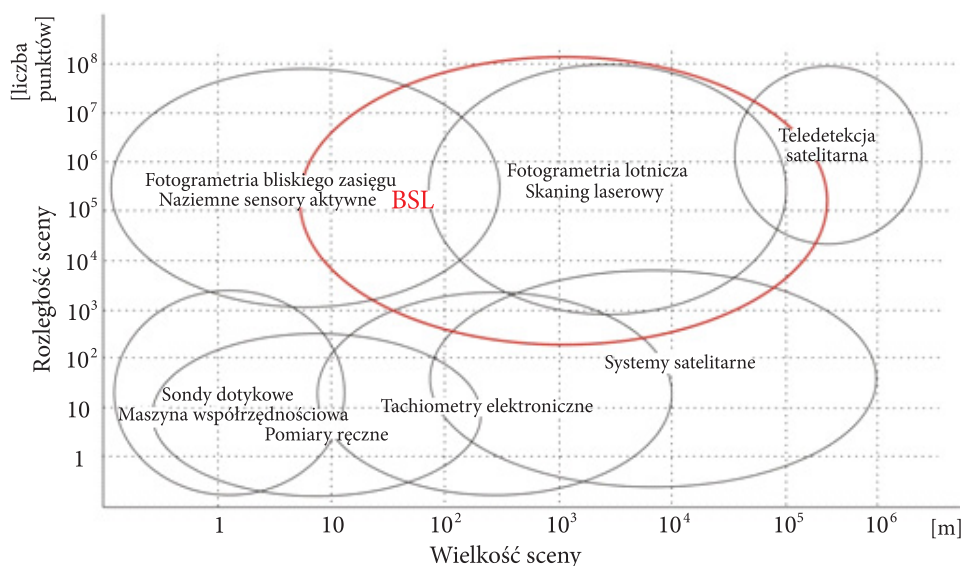 [liczba
punktów]
Rozległość sceny
10⁸
10⁷
10⁶
10⁵
10⁴
10³
10²
10
1
Teledetekcja
satelitarna
Fotogrametria lotnicza
Skaning laserowy
Fotogrametria bliskiego zasięgu
Naziemne sensory aktywne
BSL
Systemy satelitarne
Sondy dotykowe
Maszyna współrzędnościowa
Tachiometry elektroniczne
Pomiary ręczne
1 10 10² 10³ 10⁴ 10⁵ 10⁶ [m]
Wielkość sceny